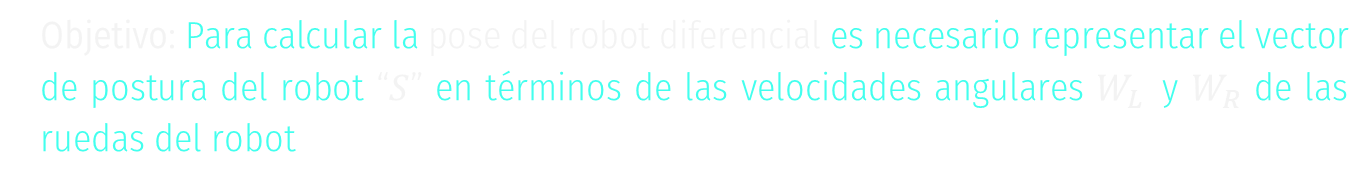 Objetivo: Para calcular la pose del robot diferencial es necesario representar el vector
de postura del robot “S” en términos de las velocidades angulares W_L y W_R de las
ruedas del robot